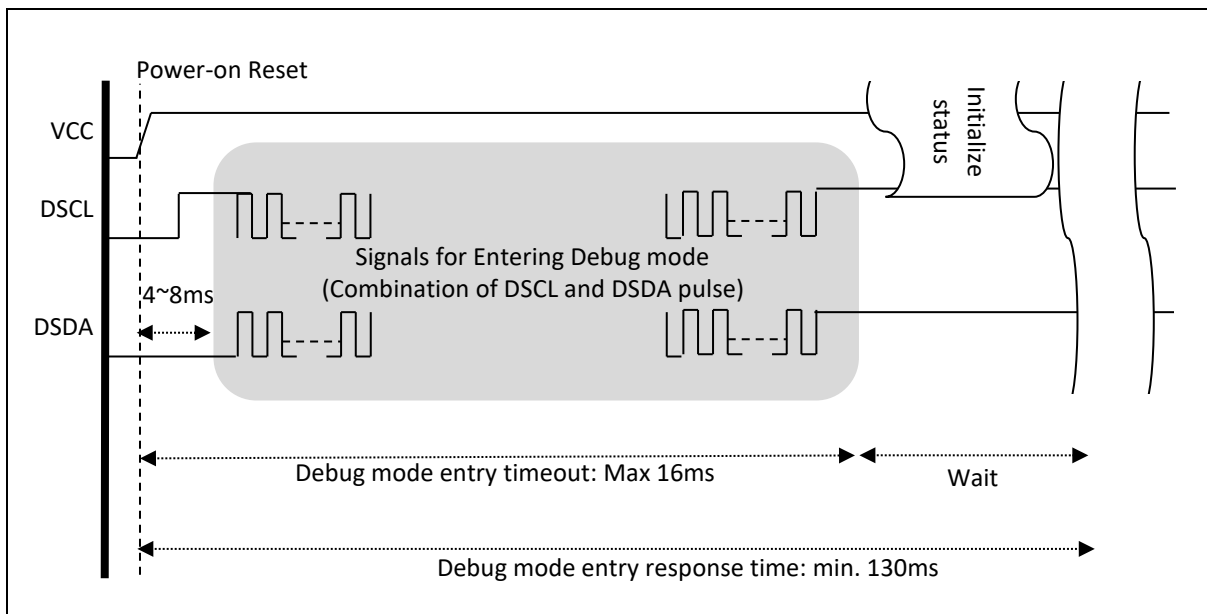 Power-on Reset
VCC
Initialize
status
DSCL
Signals for Entering Debug mode
(Combination of DSCL and DSDA pulse)
4~8ms
DSDA
Debug mode entry timeout: Max 16ms
Wait
Debug mode entry response time: min. 130ms